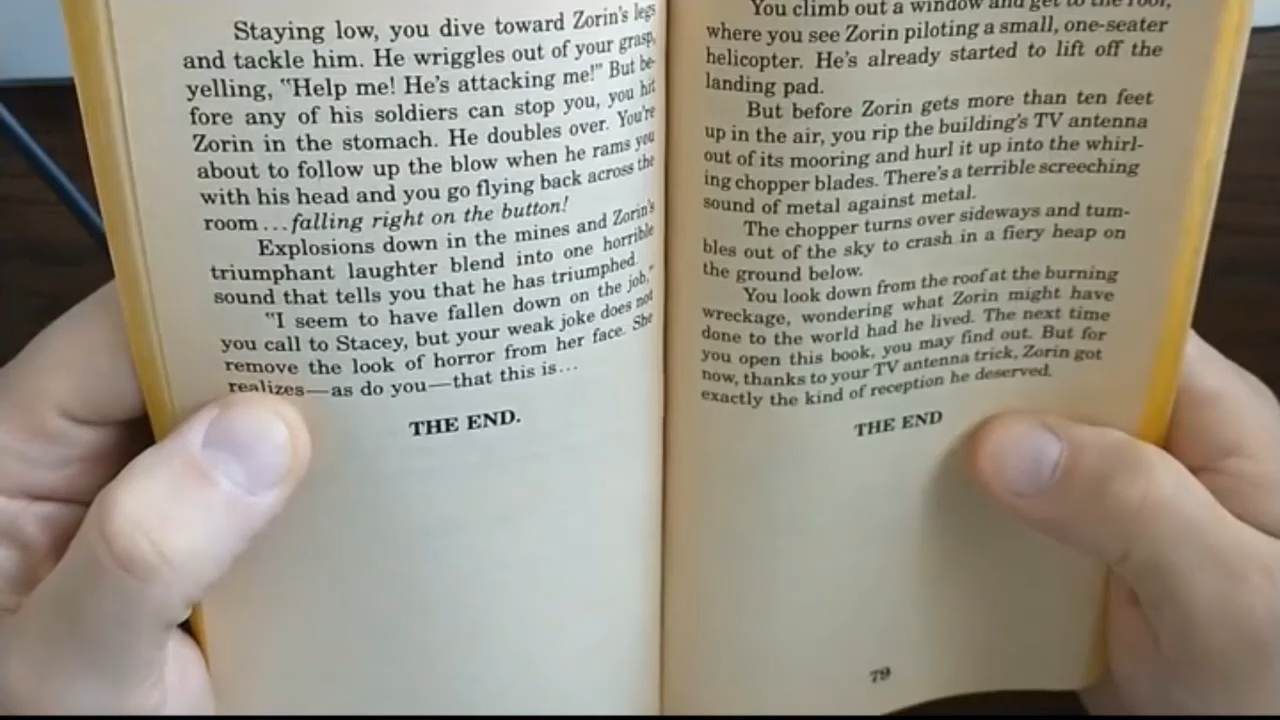 Staying low, you dive toward Zorin's legs
and tackle him. He wriggles out of your grasp,
yelling, "Help me! He's attacking me!" But be-
fore any of his soldiers can stop you, you hit
Zorin in the stomach. He doubles over. You're
about to follow up the blow when he rams you
with his head and you go flying back across the
room...falling right on the button!
Explosions down in the mines and Zorin's
triumphant laughter blend into one horrible
sound that tells you that he has triumphed.
"I seem to have fallen down on the job,"
you call to Stacey, but your weak joke does not
remove the look of horror from her face. She
realizes—as do you—that this is...
THE END.
You climb out a window and get to the roof,
where you see Zorin piloting a small, one-seater
helicopter. He's already started to lift off the
landing pad.
But before Zorin gets more than ten feet
up in the air, you rip the building's TV antenna
out of its mooring and hurl it up into the whirl-
ing chopper blades. There's a terrible screeching
sound of metal against metal.
The chopper turns over sideways and tum-
bles out of the sky to crash in a fiery heap on
the ground below.
You look down from the roof at the burning
wreckage, wondering what Zorin might have
done to the world had he lived. The next time
you open this book, you may find out. But for
now, thanks to your TV antenna trick, Zorin got
exactly the kind of reception he deserved.
THE END
79